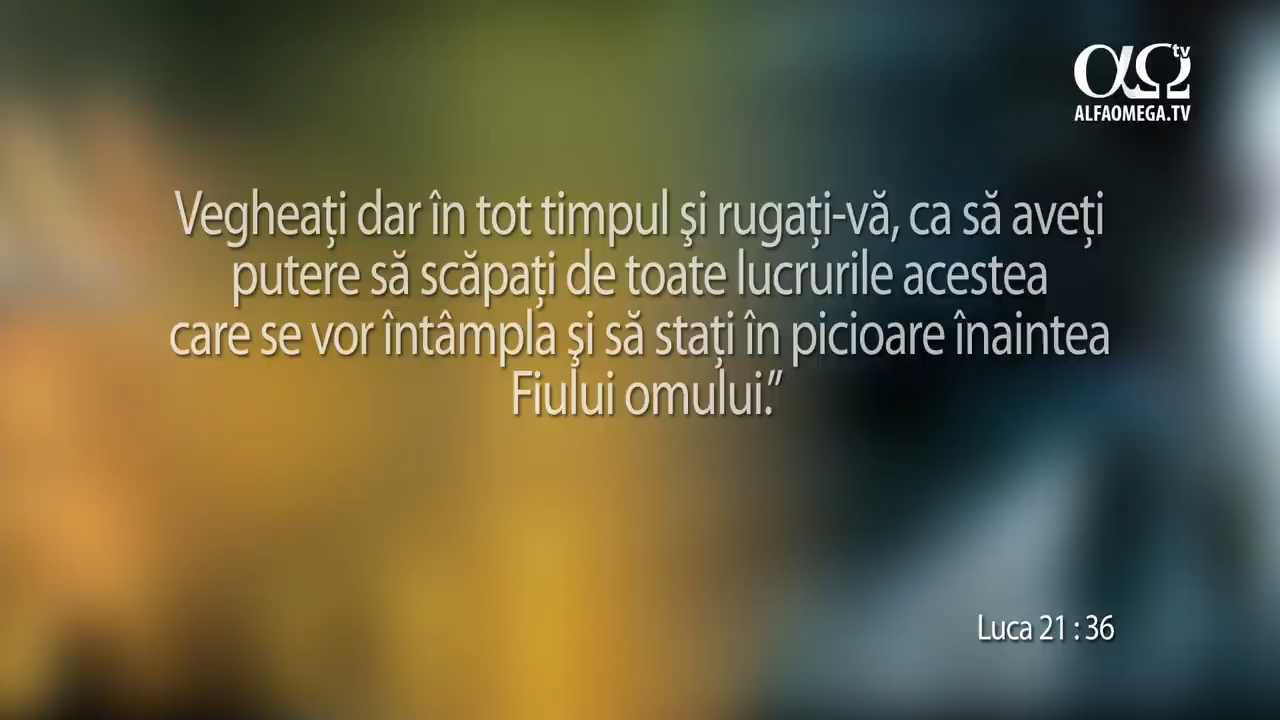 αΩ tv
ALFAOMEGA.TV
Vegheați dar în tot timpul şi rugați-vă, ca să aveți
putere să scăpați de toate lucrurile acestea
care se vor întâmpla şi să stați în picioare înaintea
Fiului omului.”
Luca 21 : 36